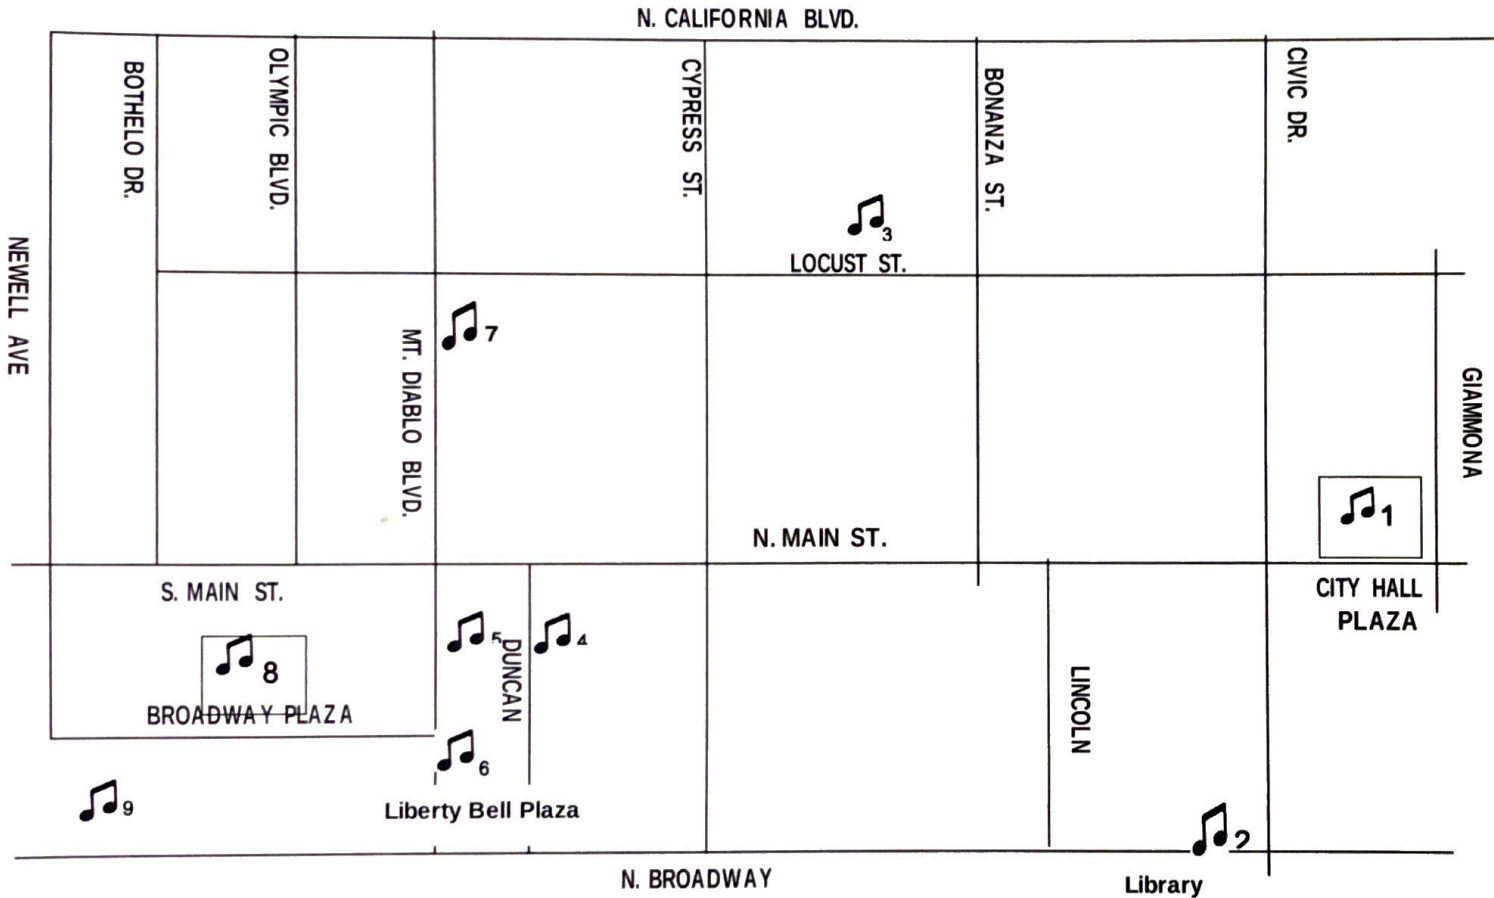 N. CALIFORNIA BLVD.
BOTHELO DR.
OLYMPIC BLVD.
CYPRESS ST.
BONANZA ST.
CIVIC DR.
NEWELL AVE
3
LOCUST ST.
MT. DIABLO BLVD.
7
GIAMMONA
1
N. MAIN ST.
S. MAIN ST.
CITY HALL
PLAZA
8
5
DUNCAN
4
LINCOLN
BROADWAY PLAZA
6
9
Liberty Bell Plaza
2
N. BROADWAY
Library